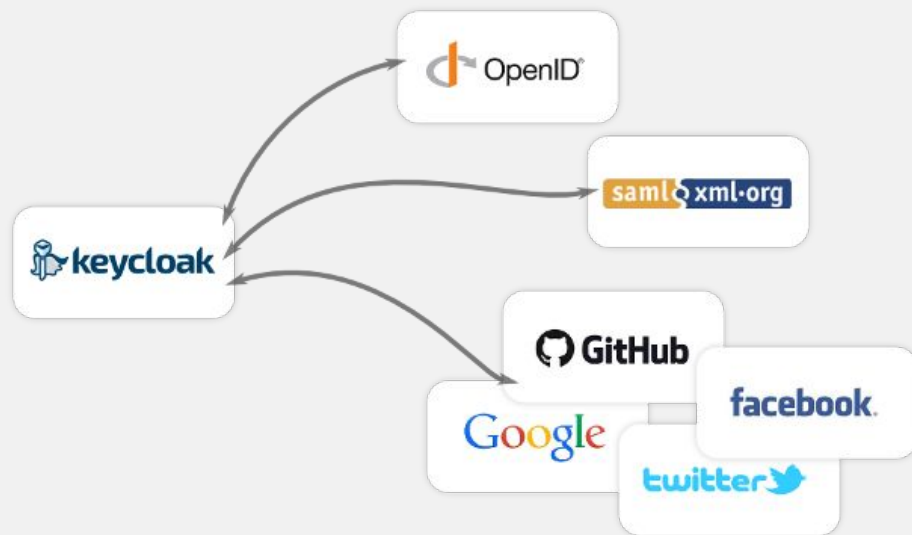 OpenID®
saml xml.org
keycloak
GitHub
facebook.
Google
twitter